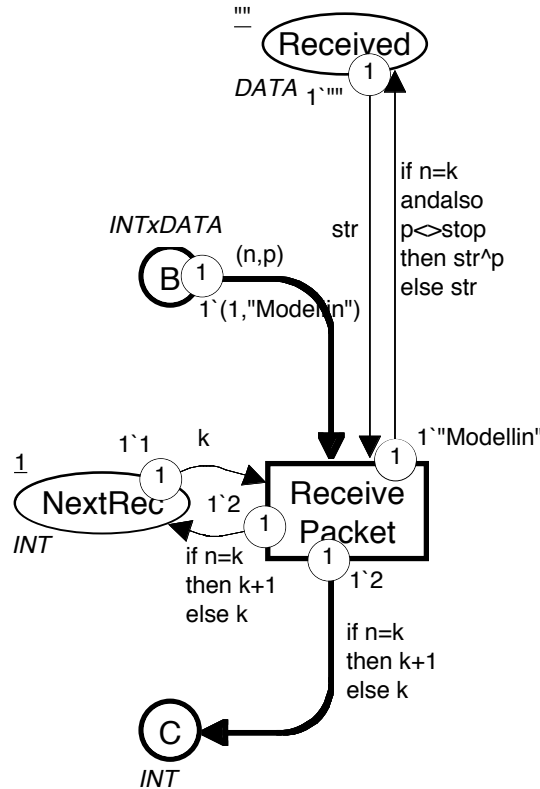 ""
Received
1
DATA
1`""
if n=k
andalso
p<>stop
then str^p
else str
str
INTxDATA
(n,p)
B
1
1`(1,"Modellin")
1`1
k
1`"Modellin"
1
1
1
NextRec
1`2
Receive
Packet
1
INT
1
1`2
if n=k
then k+1
else k
if n=k
then k+1
else k
C
INT